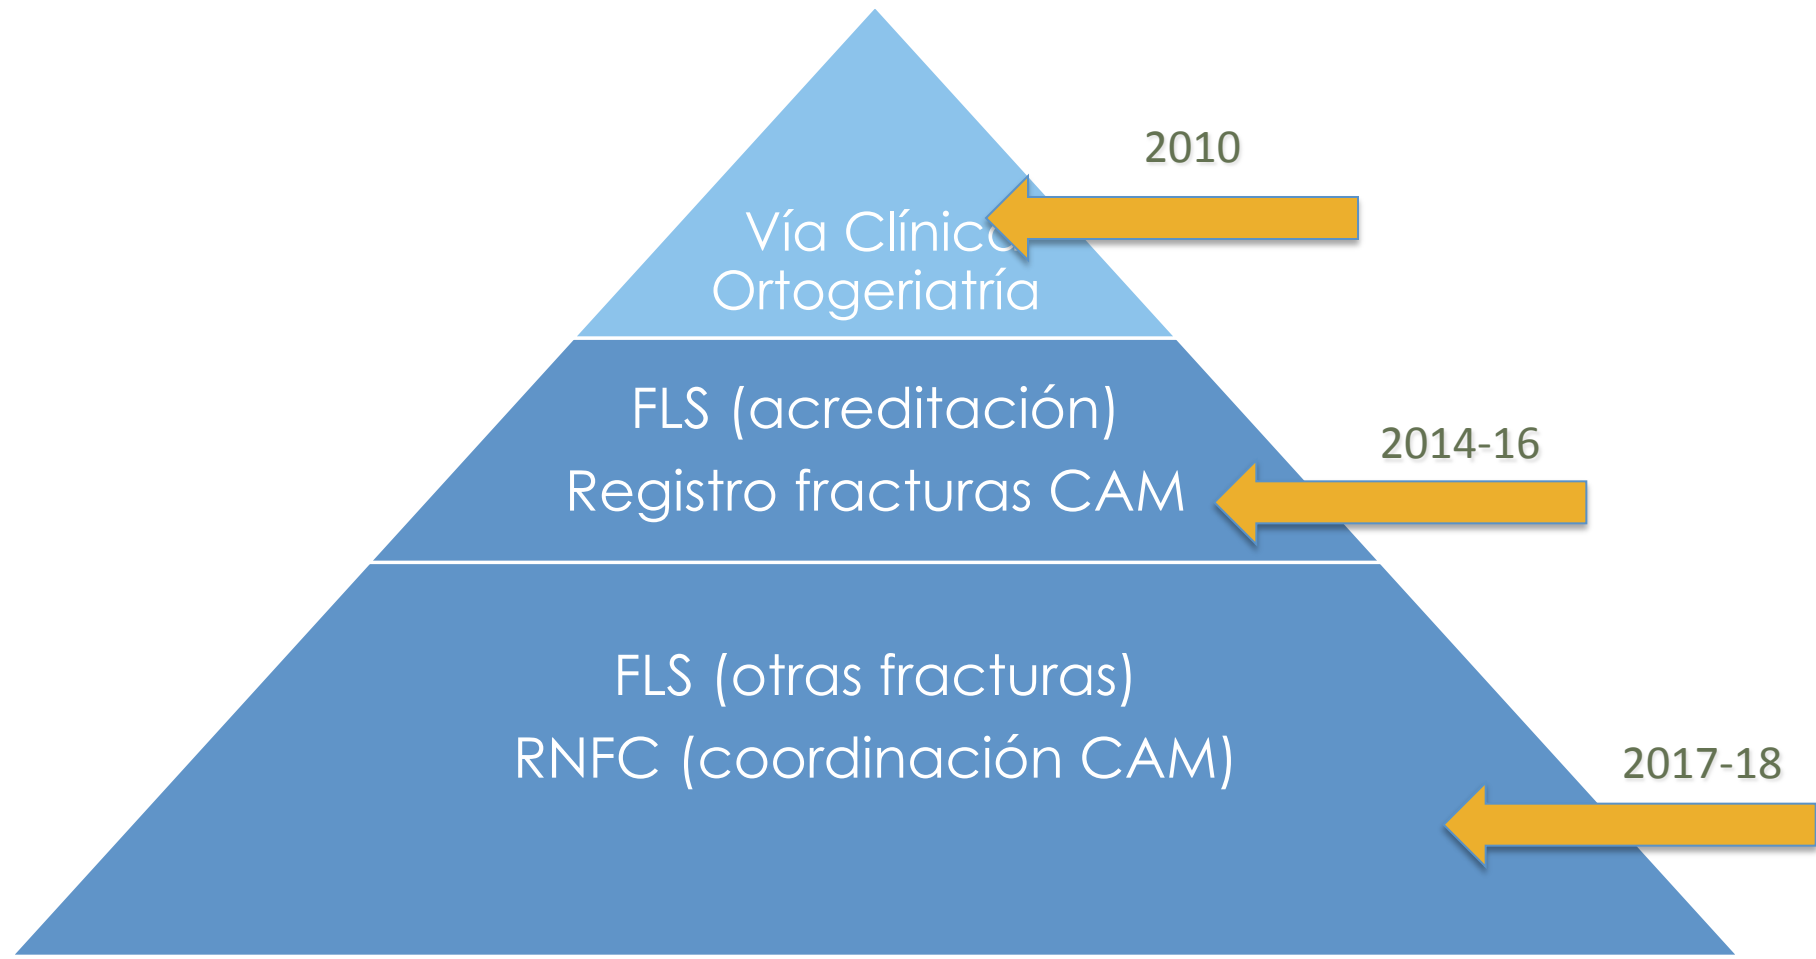 2010
Vía Clínica
Ortogeriatría
FLS (acreditación)
2014-16
Registro fracturas CAM
FLS (otras fracturas)
RNFC (coordinación CAM)
2017-18